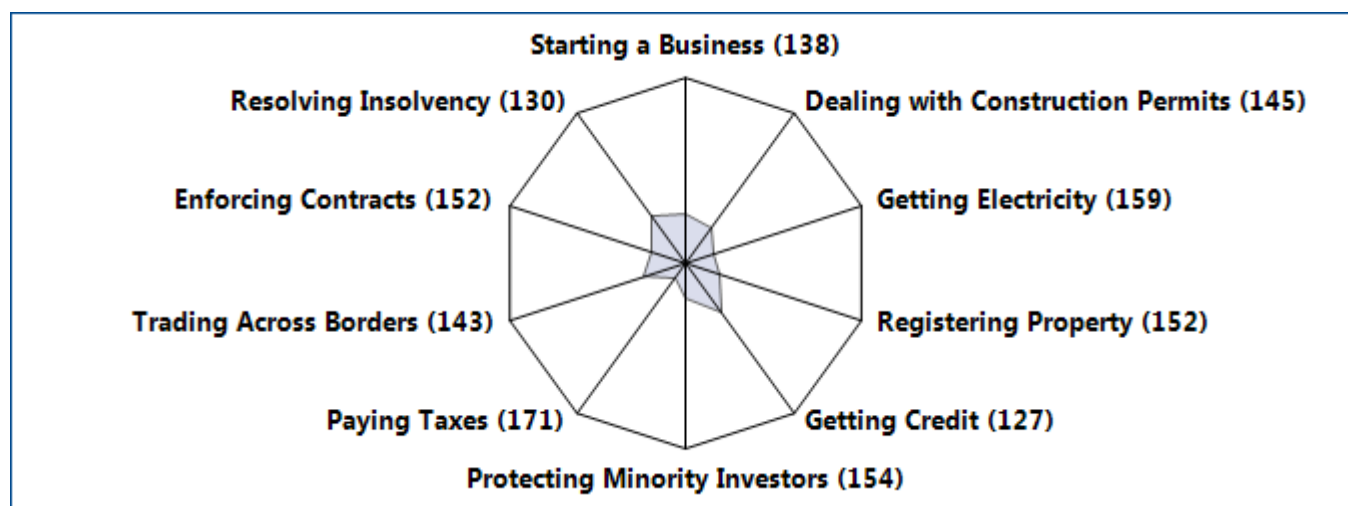 Starting a Business (138)
Resolving Insolvency (130)
Dealing with Construction Permits (145)
Enforcing Contracts (152)
Getting Electricity (159)
Trading Across Borders (143)
Registering Property (152)
Paying Taxes (171)
Getting Credit (127)
Protecting Minority Investors (154)